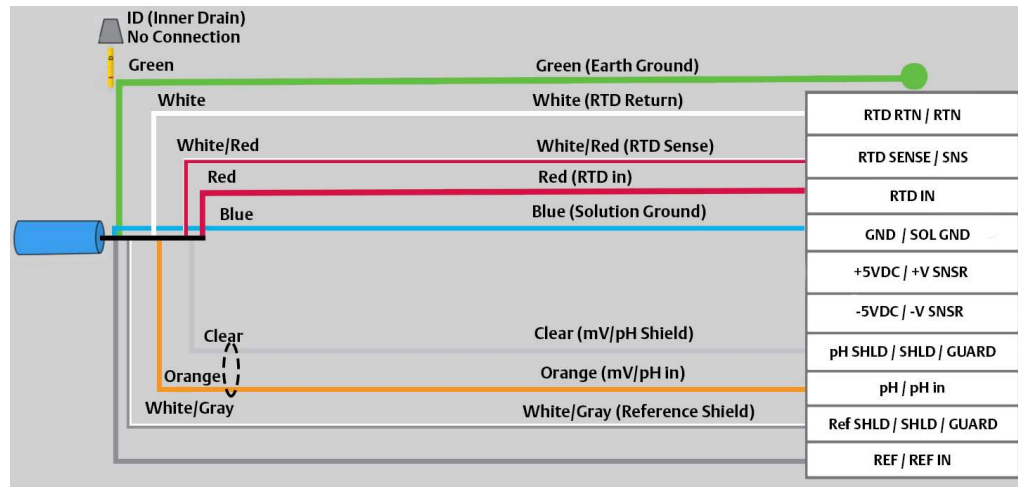 ID (Inner Drain)
No Connection
Green
Green (Earth Ground)
White
White (RTD Return)
RTD RTN / RTN
White/Red
White/Red (RTD Sense)
RTD SENSE / SNS
Red
Red (RTD in)
RTD IN
Blue
Blue (Solution Ground)
GND / SOL GND
+5VDC / +V SNSR
-5VDC / -V SNSR
Clear
Clear (mV/pH Shield)
pH SHLD / SHLD / GUARD
Orange
Orange (mV/pH in)
pH / pH in
White/Gray
White/Gray (Reference Shield)
Ref SHLD / SHLD / GUARD
REF / REF IN